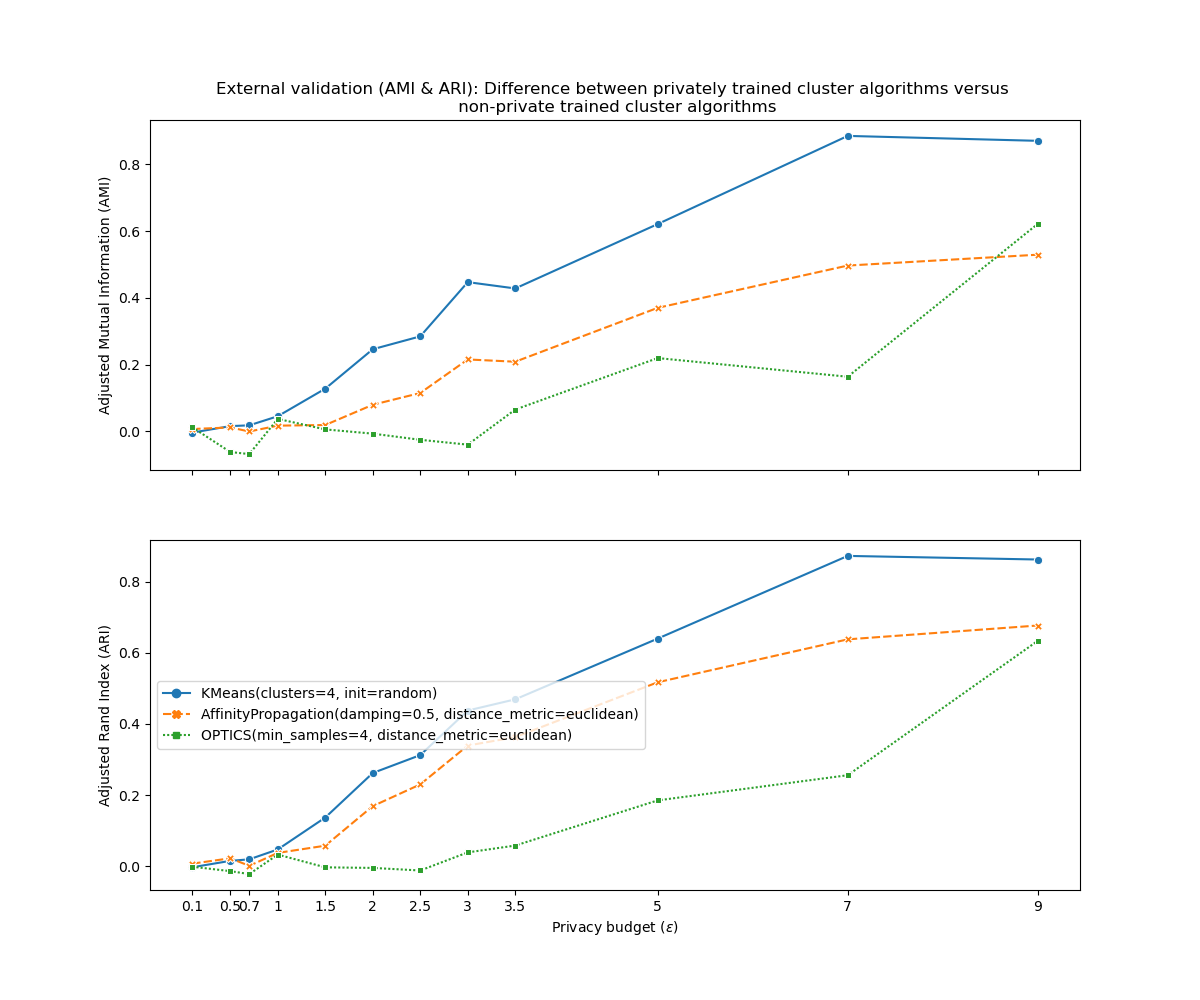 External validation (AMI & ARI): Difference between privately trained cluster algorithms versus
non-private trained cluster algorithms
Adjusted Mutual Information (AMI)
0.8
0.6
0.4
0.2
0.0
Adjusted Rand Index (ARI)
0.8
0.6
0.4
0.2
0.0
KMeans(clusters=4, init=random)
AffinityPropagation(damping=0.5, distance_metric=euclidean)
OPTICS(min_samples=4, distance_metric=euclidean)
0.1 0.5 0.7 1 1.5 2 2.5 3 3.5 5 7 9
Privacy budget (ε)